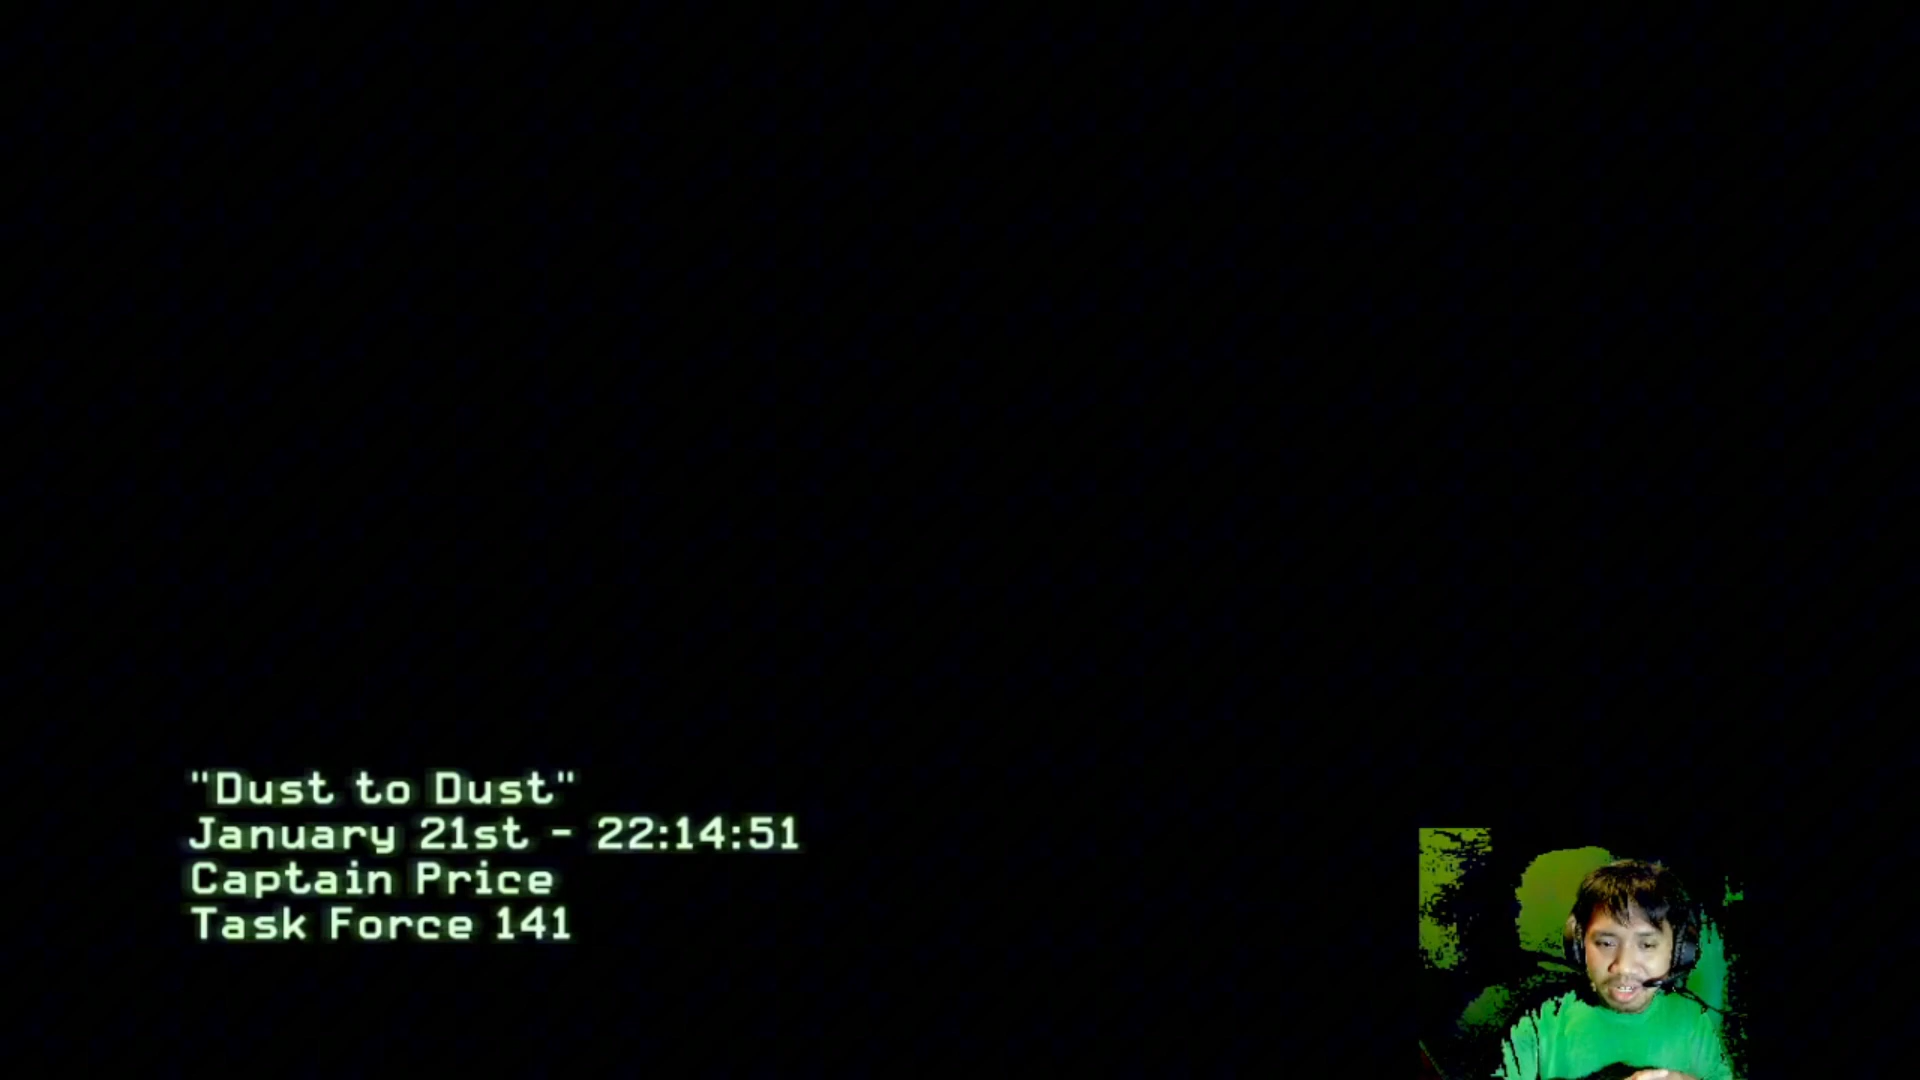 "Dust to Dust"
January 21st - 22:14:51
Captain Price
Task Force 141